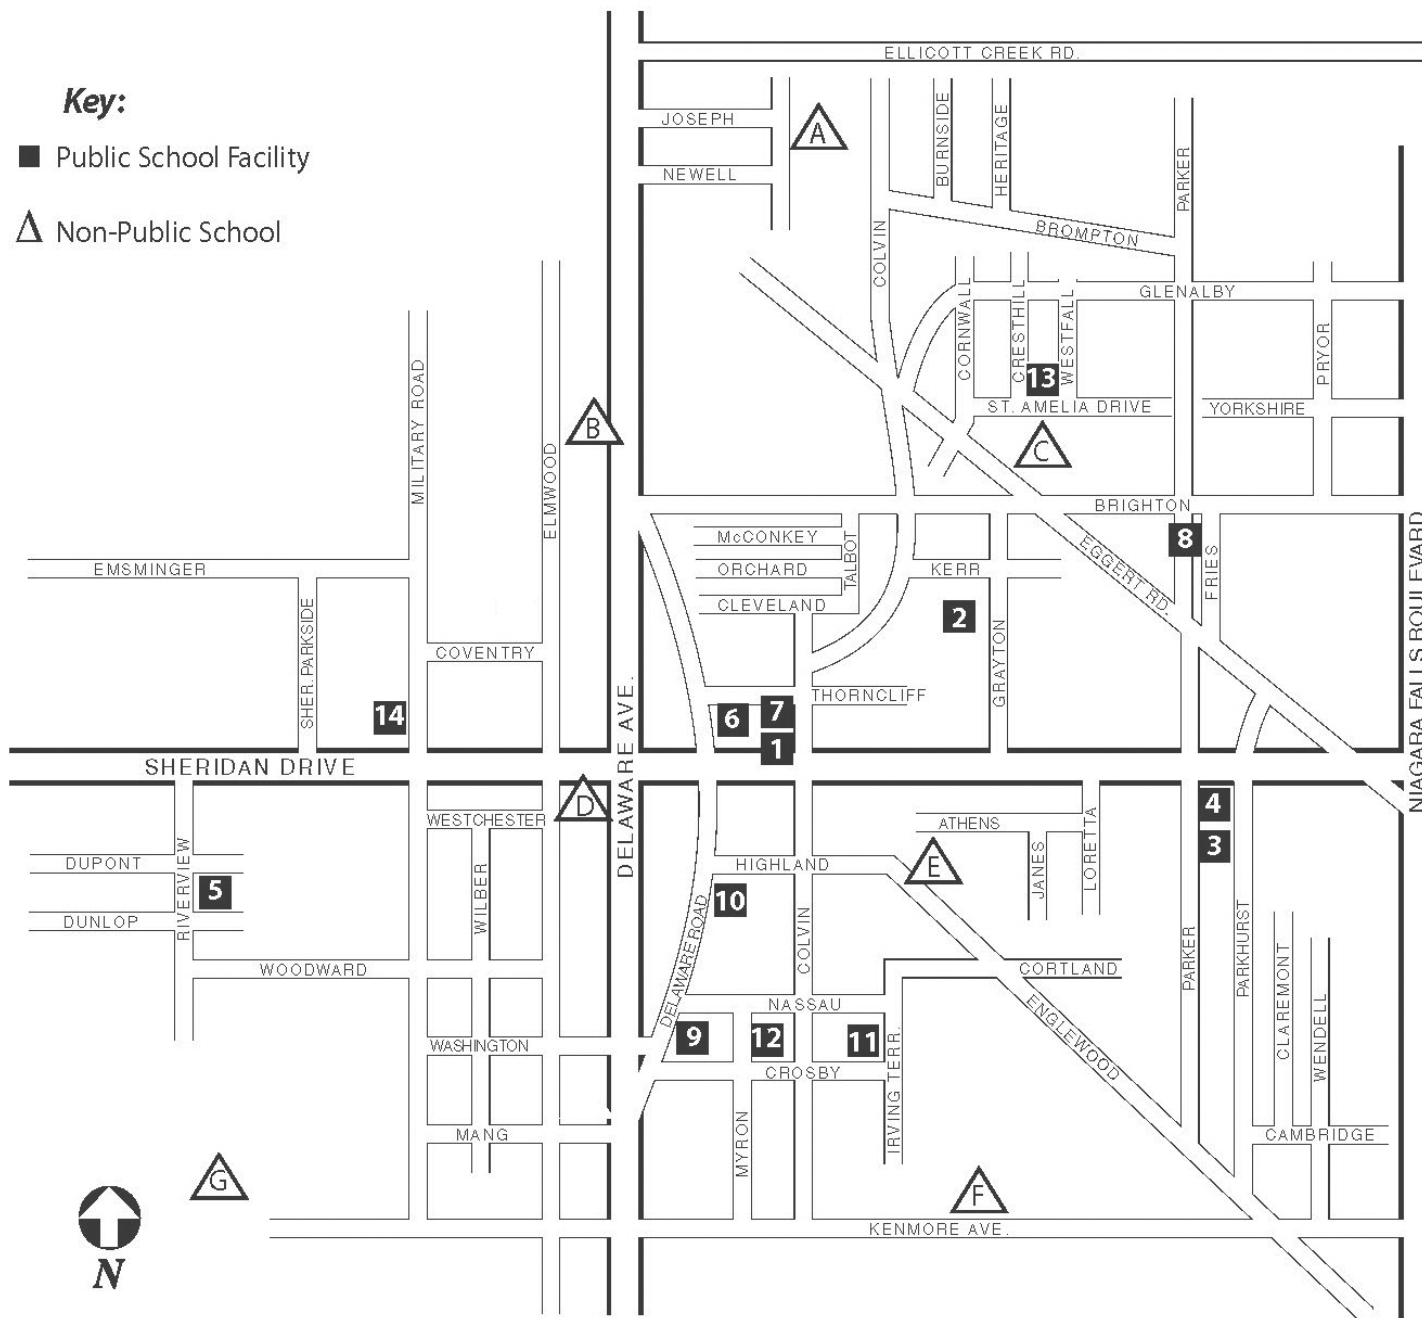 ELLICOTT CREEK RD.
Key:
Public School Facility
Non-Public School
JOSEPH
NEWELL
A
BURNSIDE
HERITAGE
PARKER
COLVIN
BROMPTON
GLENALBY
CORNWALL
CRESTHILL
WESTFALL
PRYOR
13
ST. AMELIA DRIVE
YORKSHIRE
MILITARY ROAD
B
C
ELMWOOD
BRIGHTON
McCONKEY
ORCHARD
CLEVELAND
TALBOT
KERR
EGGERT RD.
8
FRIES
NIAGARA FALLS BOULEVARD
EMSMINGER
SHER. PARKSIDE
COVENTRY
2
GRAYTON
THORNCLIFF
14
6
7
1
DELAWARE AVE.
SHERIDAN DRIVE
WESTCHESTER
D
ATHENS
LORETTA
4
3
DUPONT
RIVERVIEW
5
DUNLOP
WILBER
HIGHLAND
E
JANES
10
DELAWARE ROAD
COLVIN
WOODWARD
CORTLAND
PARKER
PARKHURST
CLAREMONT
WENDELL
NASSAU
WASHINGTON
9
12
11
IRVING TERR.
ENGLEWOOD
CROSBY
MANG
MYRON
CAMBRIDGE
G
F
KENMORE AVE.
N